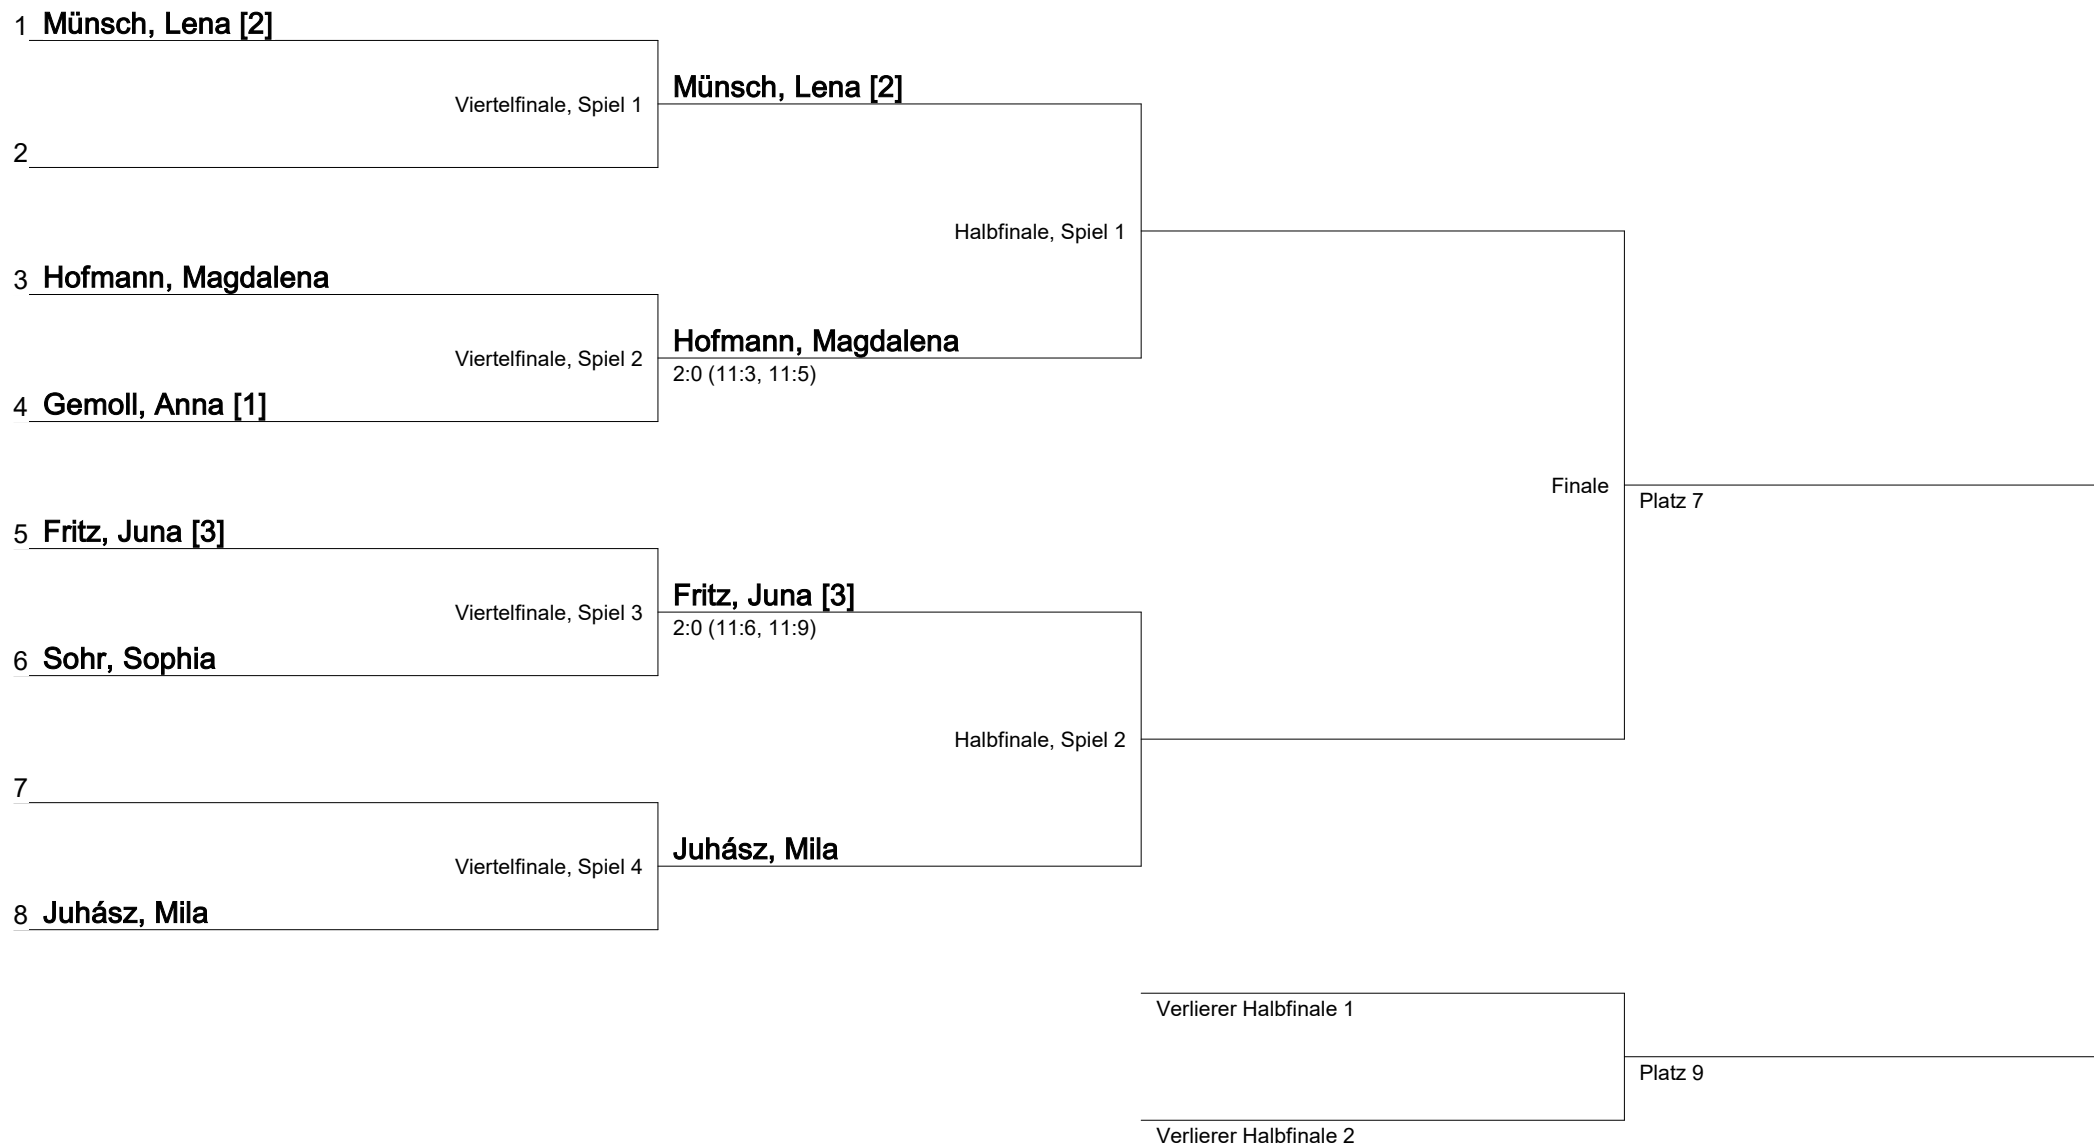 1 Münsch, Lena [2]
Viertelfinale, Spiel 1
Münsch, Lena [2]
2
Halbfinale, Spiel 1
3 Hofmann, Magdalena
Viertelfinale, Spiel 2
Hofmann, Magdalena
2:0 (11:3, 11:5)
4 Gemoll, Anna [1]
Finale
Platz 7
5 Fritz, Juna [3]
Viertelfinale, Spiel 3
Fritz, Juna [3]
2:0 (11:6, 11:9)
6 Sohr, Sophia
Halbfinale, Spiel 2
7
Viertelfinale, Spiel 4
Juhász, Mila
8 Juhász, Mila
Verlierer Halbfinale 1
Platz 9
Verlierer Halbfinale 2